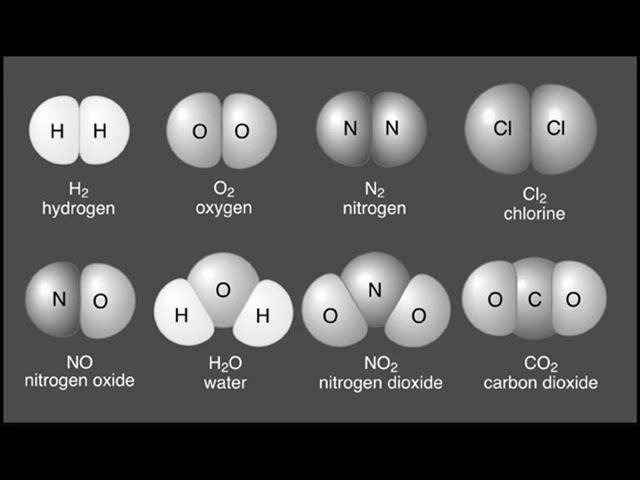 H H
O O
N N
Cl Cl
H₂
hydrogen
O₂
oxygen
N₂
nitrogen
Cl₂
chlorine
N O
H O H
O N O
O C O
NO
nitrogen oxide
H₂O
water
NO₂
nitrogen dioxide
CO₂
carbon dioxide